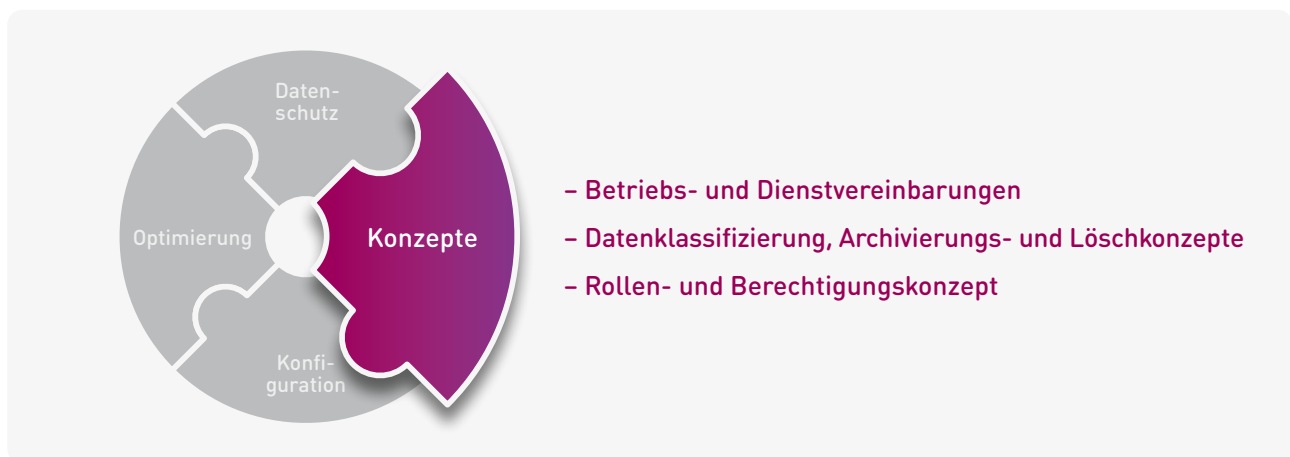 Daten-
schutz
Optimierung
Konzepte
Konfi-
guration
– Betriebs- und Dienstvereinbarungen
– Datenklassifizierung, Archivierungs- und Löschkonzepte
– Rollen- und Berechtigungskonzept